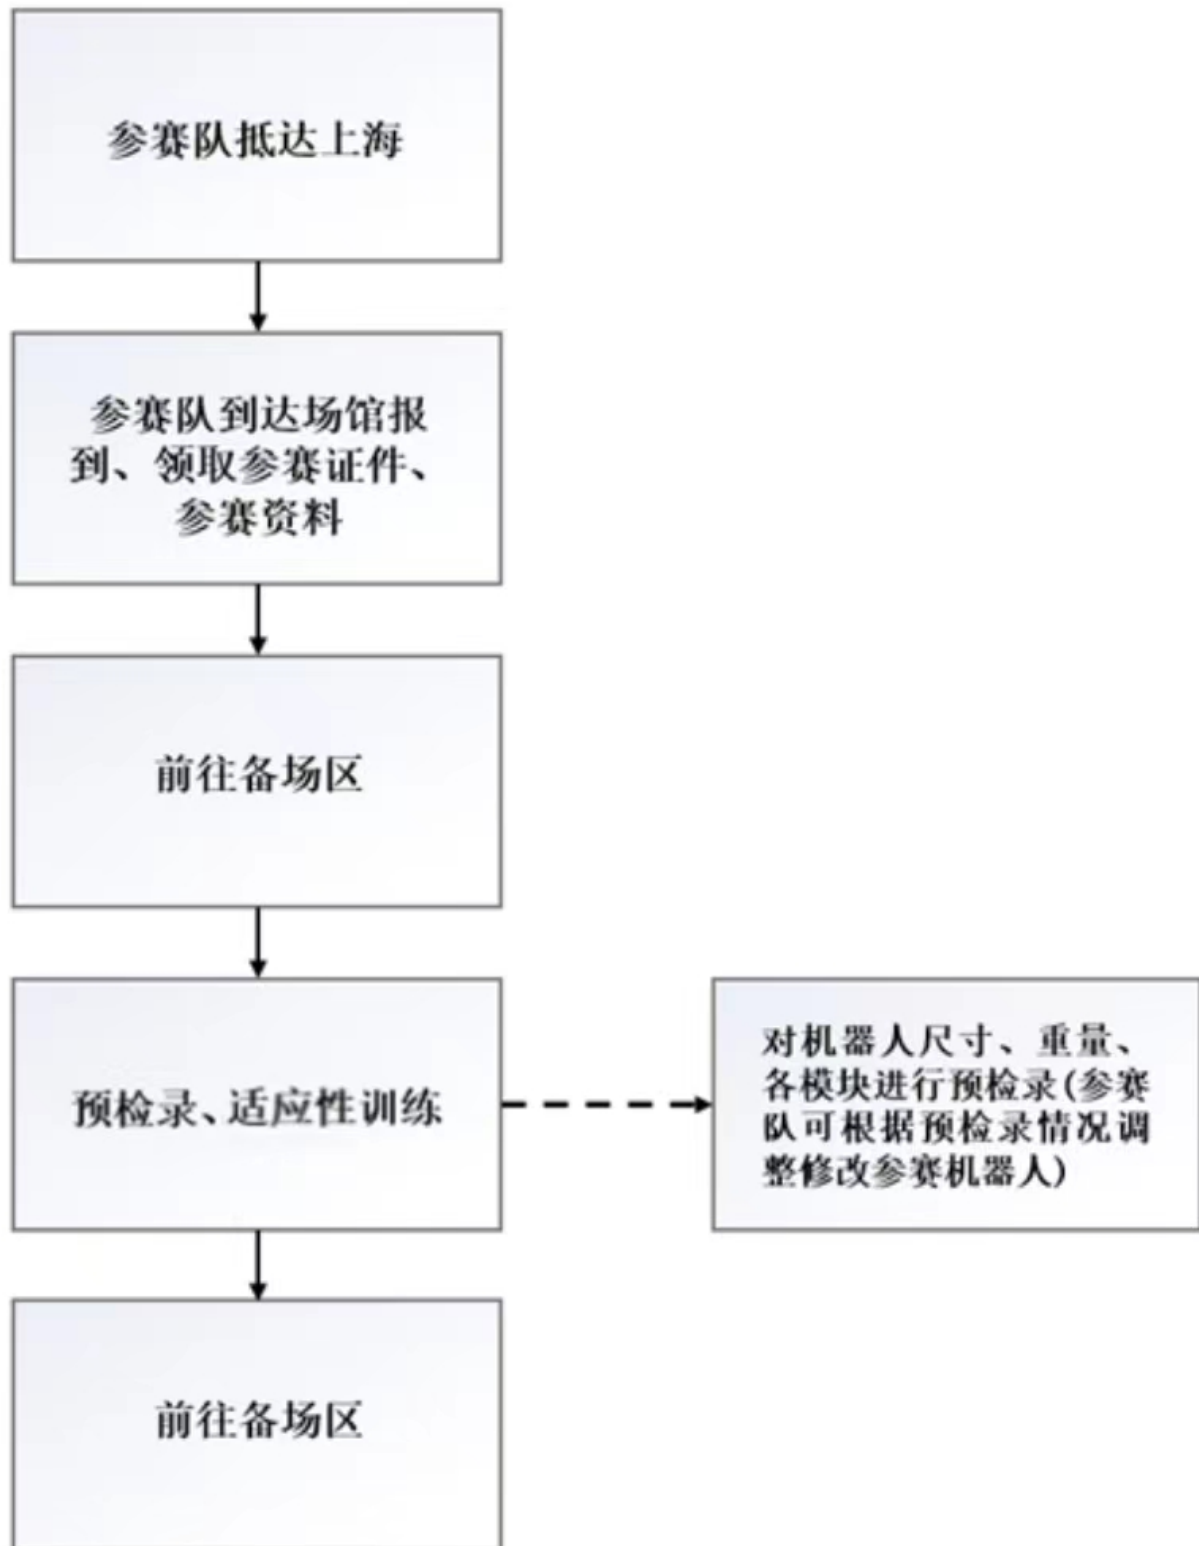 参赛队抵达上海
参赛队到达场馆报
到、领取参赛证件、
参赛资料
前往备场区
预检录、适应性训练
对机器人尺寸、重量、
各模块进行预检录(参赛
队可根据预检录情况调
整修改参赛机器人)
前往备场区